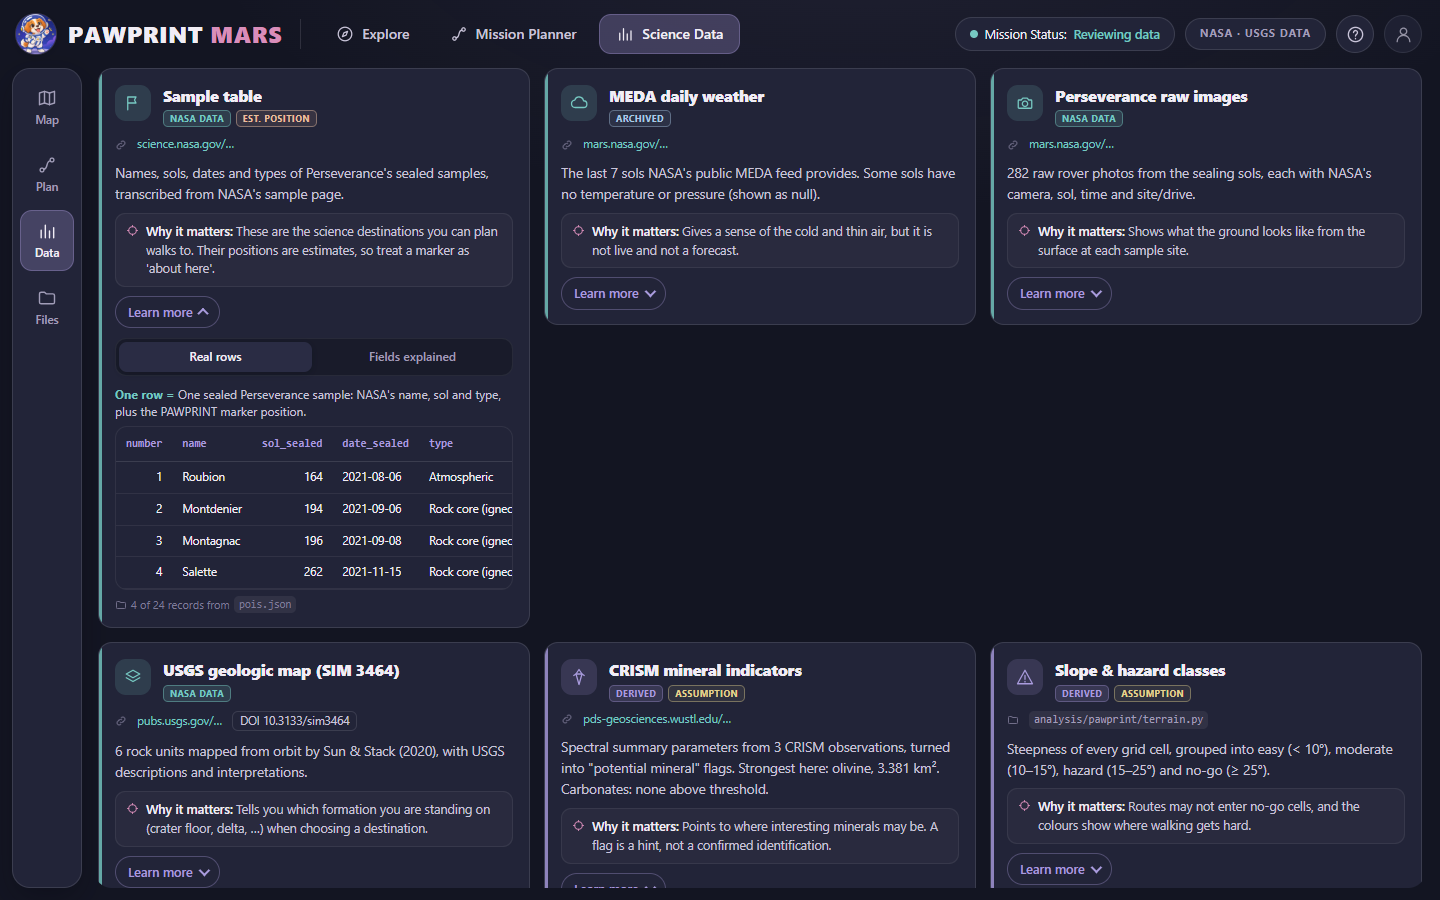 PAWPRINT MARS
Explore
Mission Planner
Science Data
Mission Status: Reviewing data
NASA · USGS DATA
Map
Plan
Data
Files
Sample table
NASA DATA
EST. POSITION
science.nasa.gov/...
Names, sols, dates and types of Perseverance's sealed samples,
transcribed from NASA's sample page.
Why it matters: These are the science destinations you can plan
walks to. Their positions are estimates, so treat a marker as
'about here'.
Learn more
Real rows
Fields explained
One row = One sealed Perseverance sample: NASA's name, sol and type,
plus the PAWPRINT marker position.
number name sol_sealed date_sealed type
1 Roubion 164 2021-08-06 Atmospheric
2 Montdenier 194 2021-09-06 Rock core (ignec
3 Montagnac 196 2021-09-08 Rock core (ignec
4 Salette 262 2021-11-15 Rock core (ignec
4 of 24 records from pois.json
MEDA daily weather
ARCHIVED
mars.nasa.gov/...
The last 7 sols NASA's public MEDA feed provides. Some sols have
no temperature or pressure (shown as null).
Why it matters: Gives a sense of the cold and thin air, but it is
not live and not a forecast.
Learn more
Perseverance raw images
NASA DATA
mars.nasa.gov/...
282 raw rover photos from the sealing sols, each with NASA's
camera, sol, time and site/drive.
Why it matters: Shows what the ground looks like from the
surface at each sample site.
Learn more
USGS geologic map (SIM 3464)
NASA DATA
pubs.usgs.gov/...
DOI 10.3133/sim3464
6 rock units mapped from orbit by Sun & Stack (2020), with USGS
descriptions and interpretations.
Why it matters: Tells you which formation you are standing on
(crater floor, delta, ...) when choosing a destination.
Learn more
CRISM mineral indicators
DERIVED
ASSUMPTION
pds-geosciences.wustl.edu/...
Spectral summary parameters from 3 CRISM observations, turned
into "potential mineral" flags. Strongest here: olivine, 3.381 km².
Carbonates: none above threshold.
Why it matters: Points to where interesting minerals may be. A
flag is a hint, not a confirmed identification.
Learn more
Slope & hazard classes
DERIVED
ASSUMPTION
analysis/pawprint/terrain.py
Steepness of every grid cell, grouped into easy (< 10°), moderate
(10–15°), hazard (15–25°) and no-go (≥ 25°).
Why it matters: Routes may not enter no-go cells, and the
colours show where walking gets hard.
Learn more